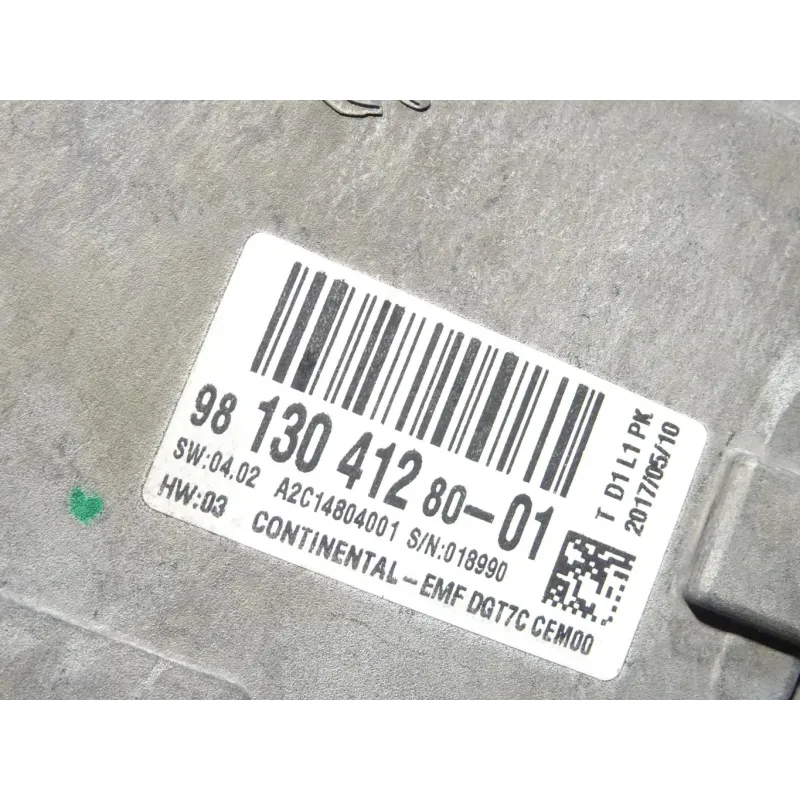 98 130 412 80-01
SW:04.02 A2C14804001 S/N:018990
HW:03 CONTINENTAL-EMF DGT7C CEM00
T D1 L1 PK
2017/05/10